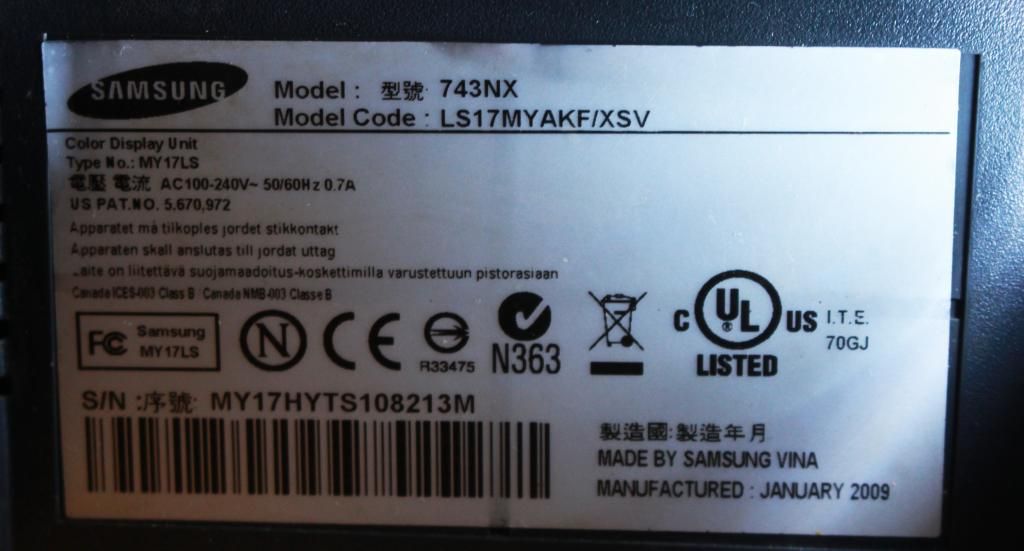 SAMSUNG
Model : 型號: 743NX
Model Code : LS17MYAKF/XSV
Color Display Unit
Type No.: MY17LS
電壓 電流 AC100-240V~ 50/60Hz 0.7A
US PAT.NO. 5,670,972
Apparatet må tilkoples jordet stikkontakt
Apparaten skall anslutas till jordat uttag
Laite on liitettävä suojamaadoitus-koskettimilla varustettuun pistorasiaan
Canada ICES-003 Class B / Canada NMB-003 Classe B
FC Samsung MY17LS
N
CE
R33475
N363
C UL® US LISTED
I.T.E.
70GJ
S/N :序號: MY17HYTS108213M
製造國:製造年月
MADE BY SAMSUNG VINA
MANUFACTURED : JANUARY 2009